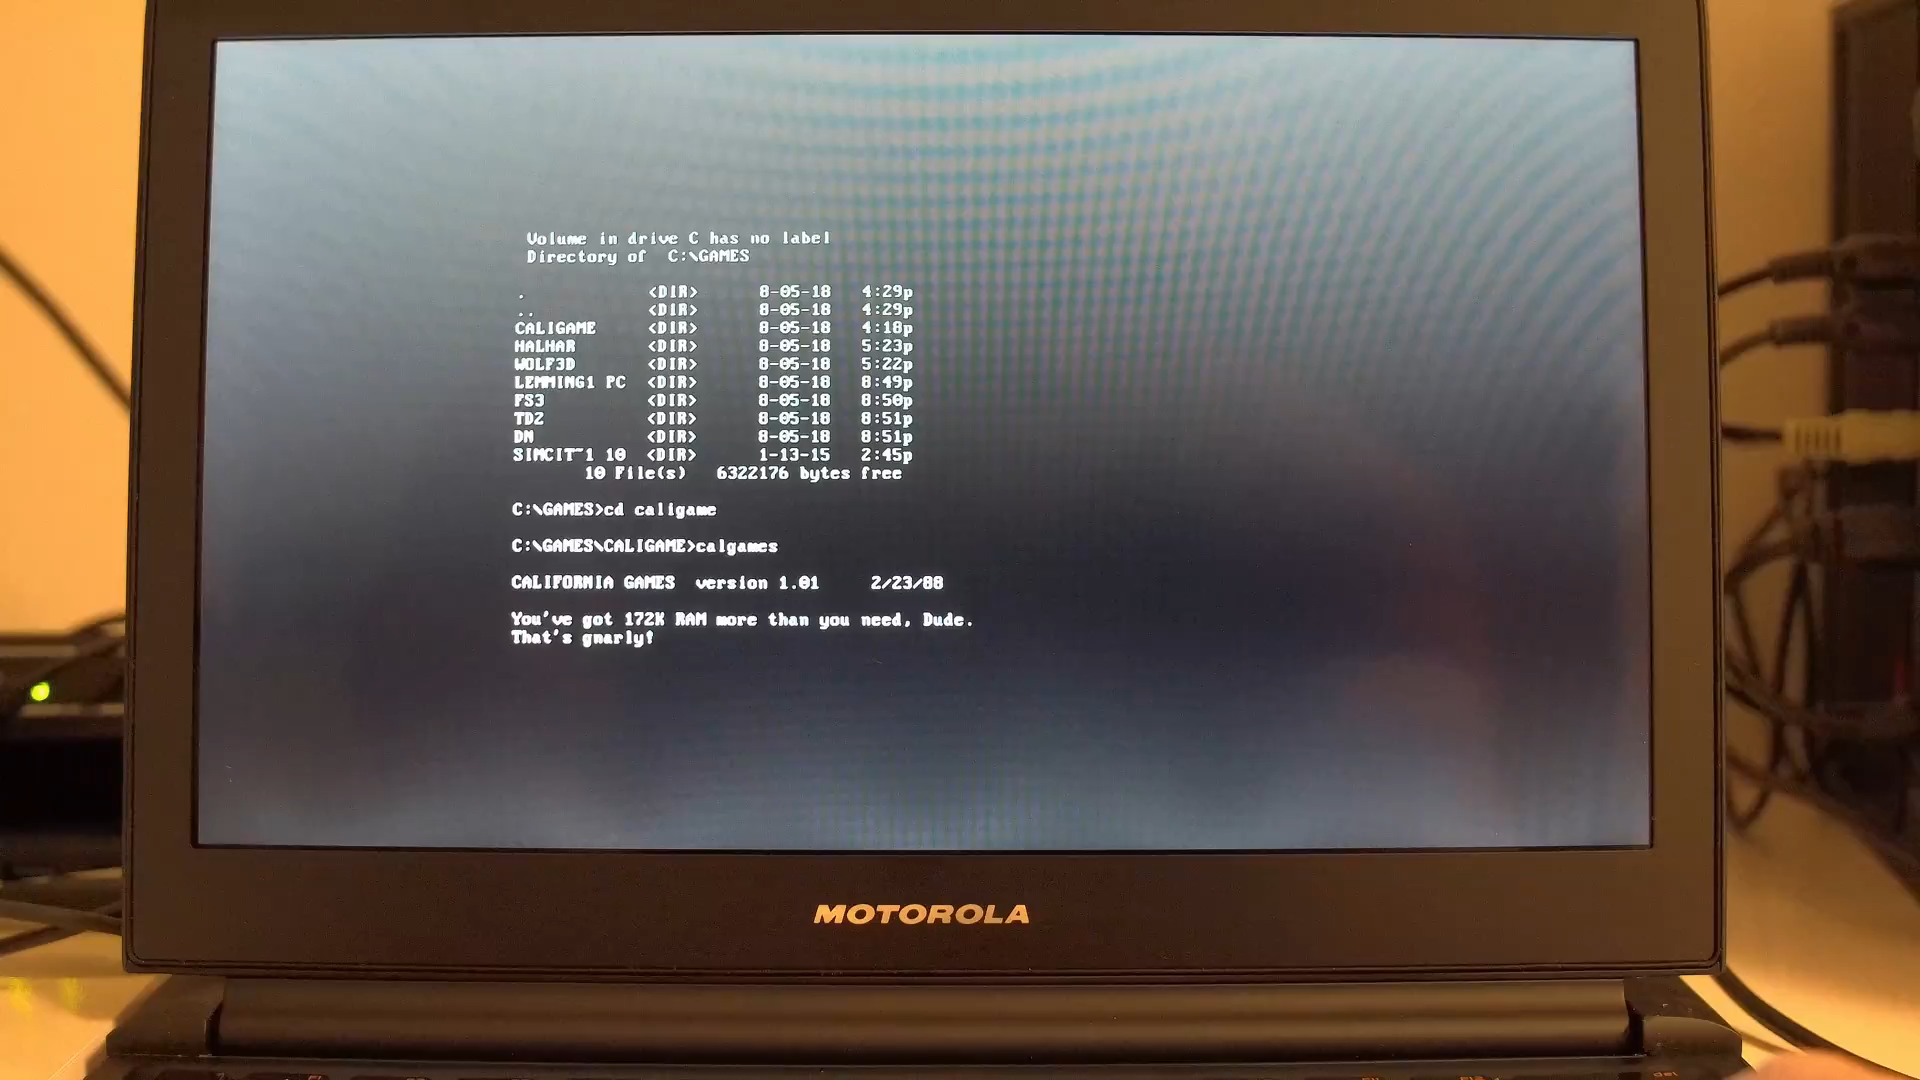 Volume in drive C has no label
Directory of  C:\GAMES
.            <DIR>      8-05-18   4:29p
..           <DIR>      8-05-18   4:29p
CALIGAME     <DIR>      8-05-18   4:18p
HALHAR       <DIR>      8-05-18   5:23p
WOLF3D       <DIR>      8-05-18   5:22p
LEMMING1 PC  <DIR>      8-05-18   8:49p
FS3          <DIR>      8-05-18   8:50p
TD2          <DIR>      8-05-18   8:51p
DN           <DIR>      8-05-18   8:51p
SIMCIT~1 10  <DIR>      1-13-15   2:45p
10 File(s)   6322176 bytes free
C:\GAMES>cd caligame
C:\GAMES\CALIGAME>calgames
CALIFORNIA GAMES  version 1.01     2/23/88
You've got 172K RAM more than you need, Dude.
That's gnarly!
MOTOROLA